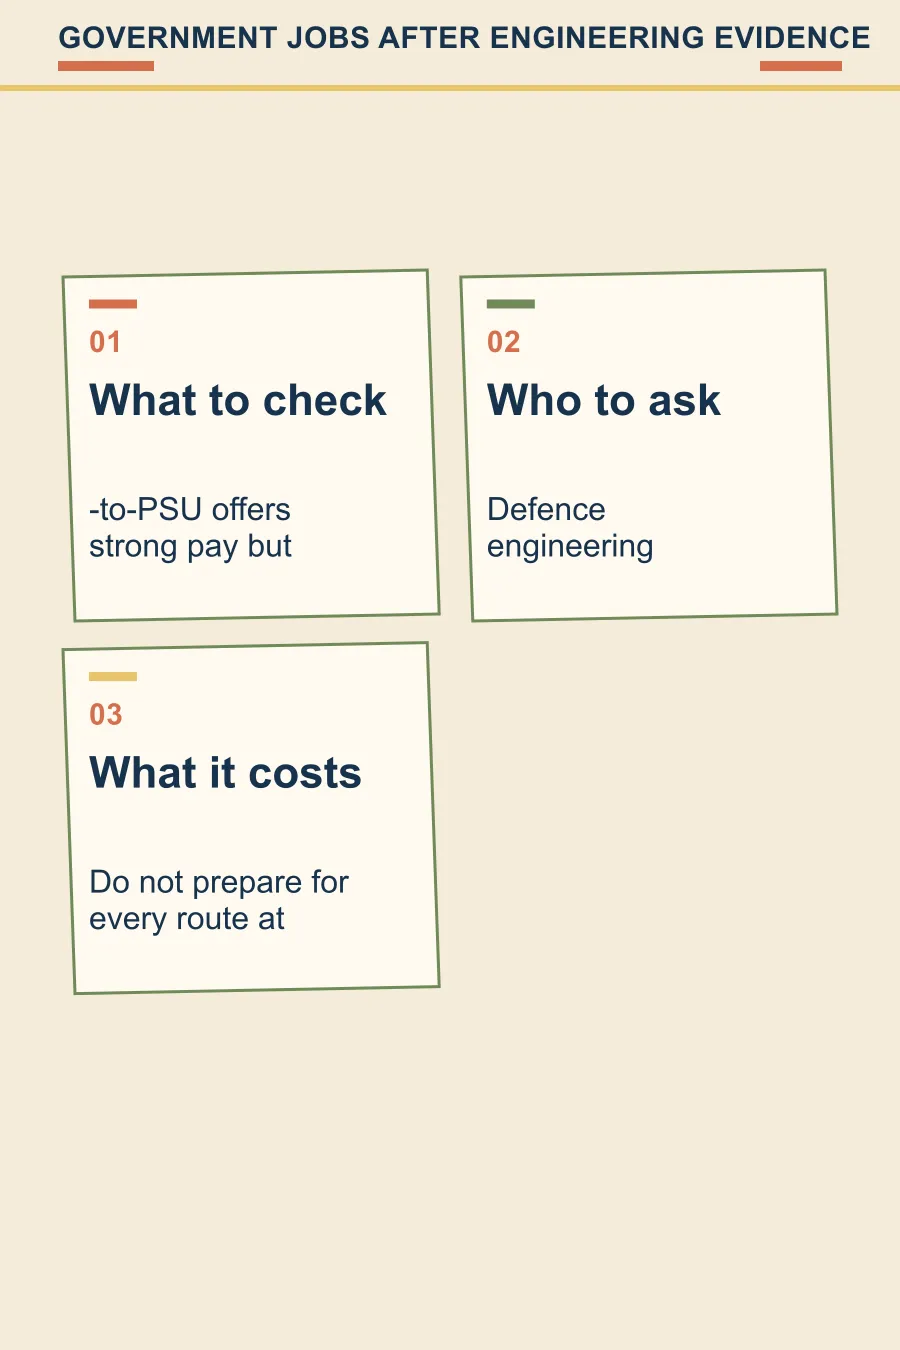 GOVERNMENT JOBS AFTER ENGINEERING EVIDENCE
01
What to check
-to-PSU offers
strong pay but
02
Who to ask
Defence
engineering
03
What it costs
Do not prepare for
every route at